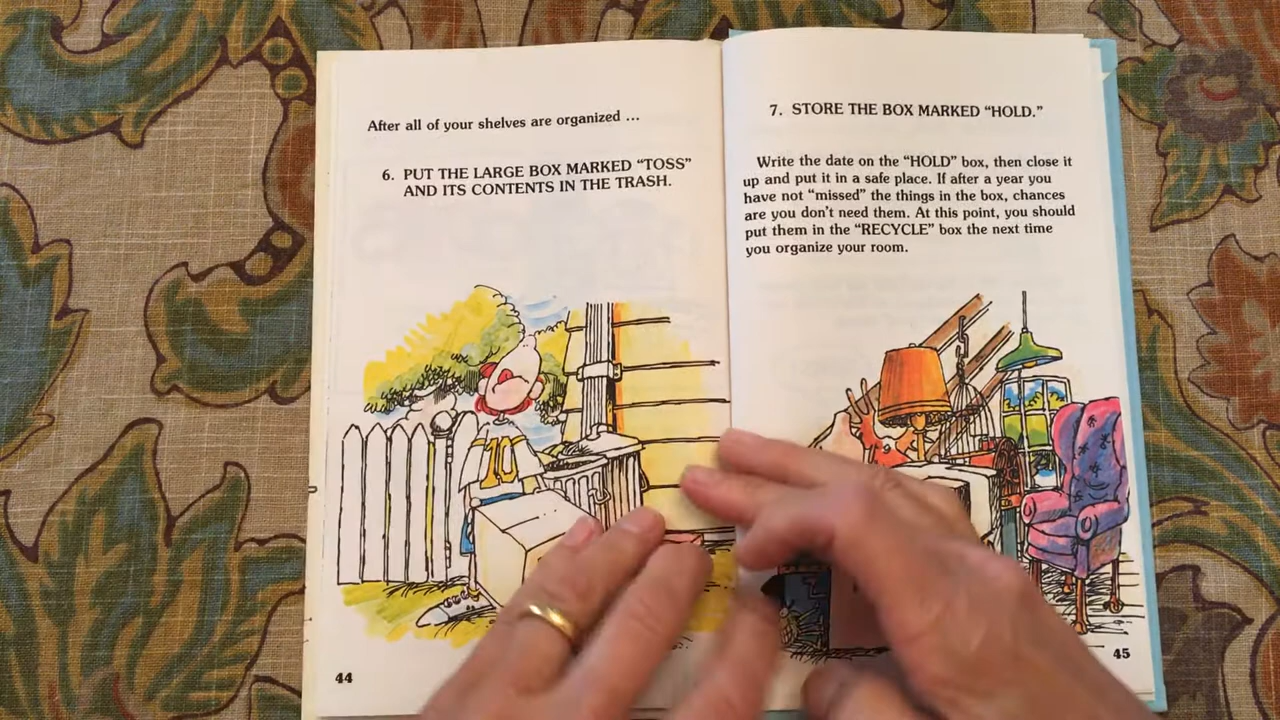 After all of your shelves are organized ...
6. PUT THE LARGE BOX MARKED “TOSS”
AND ITS CONTENTS IN THE TRASH.
10
44
7. STORE THE BOX MARKED “HOLD.”
Write the date on the “HOLD” box, then close it
up and put it in a safe place. If after a year you
have not “missed” the things in the box, chances
are you don’t need them. At this point, you should
put them in the “RECYCLE” box the next time
you organize your room.
45